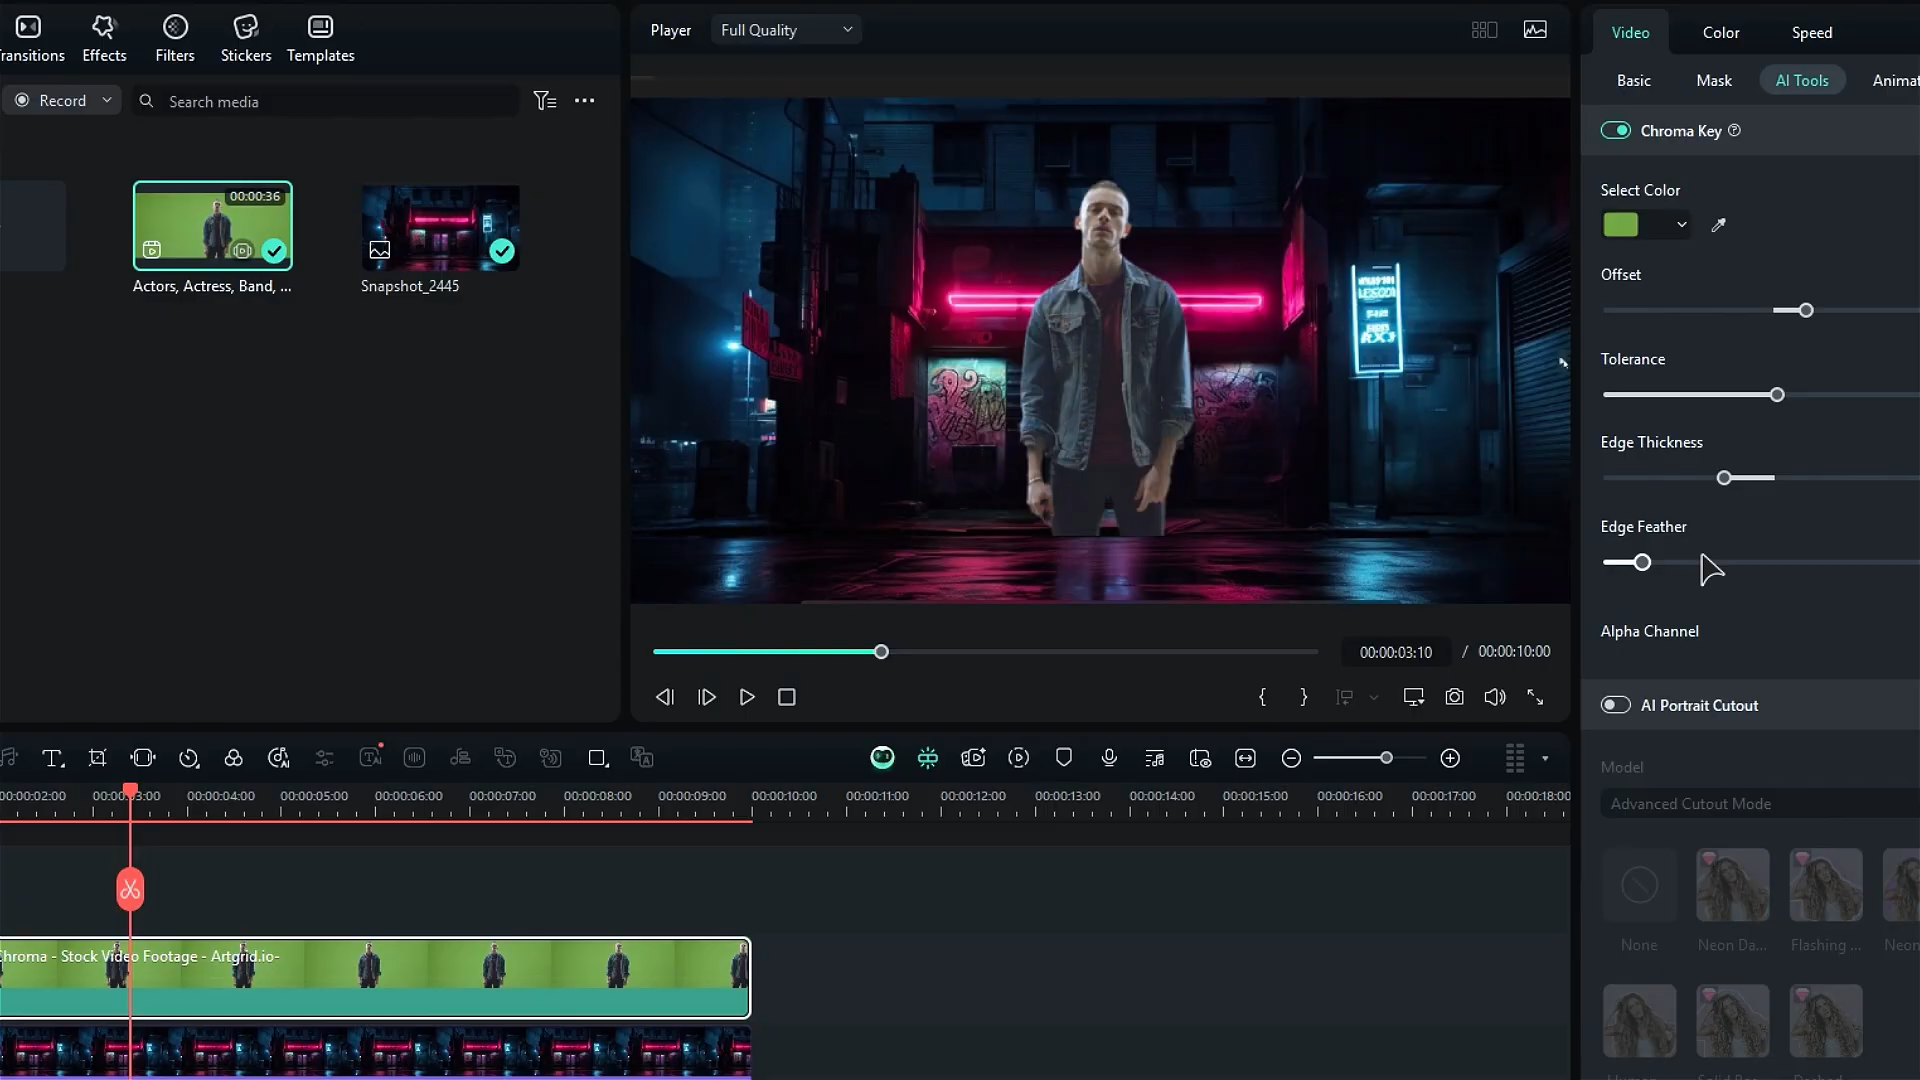 ransitions
Effects
Filters
Stickers
Templates
Record
Search media
00:00:36
Actors, Actress, Band, ...
Snapshot_2445
Player
Full Quality
00:00:03:10 / 00:00:10:00
Video
Color
Speed
Basic
Mask
AI Tools
Animat
Chroma Key
Select Color
Offset
Tolerance
Edge Thickness
Edge Feather
Alpha Channel
AI Portrait Cutout
Model
Advanced Cutout Mode
None
Neon Da...
Flashing ...
Neon
00:00:02:00
00:00:03:00
00:00:04:00
00:00:05:00
00:00:06:00
00:00:07:00
00:00:08:00
00:00:09:00
00:00:10:00
00:00:11:00
00:00:12:00
00:00:13:00
00:00:14:00
00:00:15:00
00:00:16:00
00:00:17:00
00:00:18:00
hroma - Stock Video Footage - Artgrid.io-